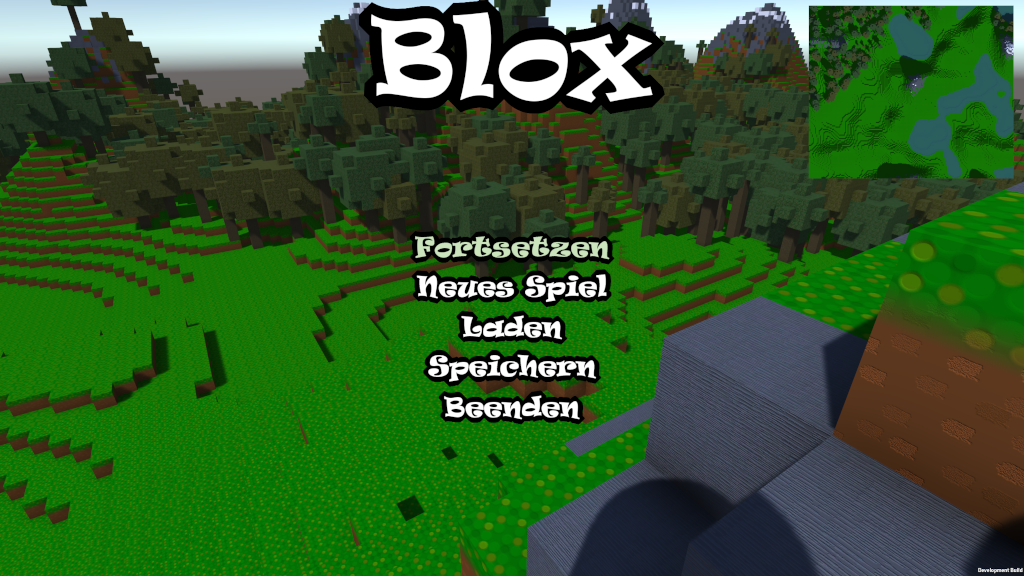 Blox
Fortsetzen
Neues Spiel
Laden
Speichern
Beenden
Development Build